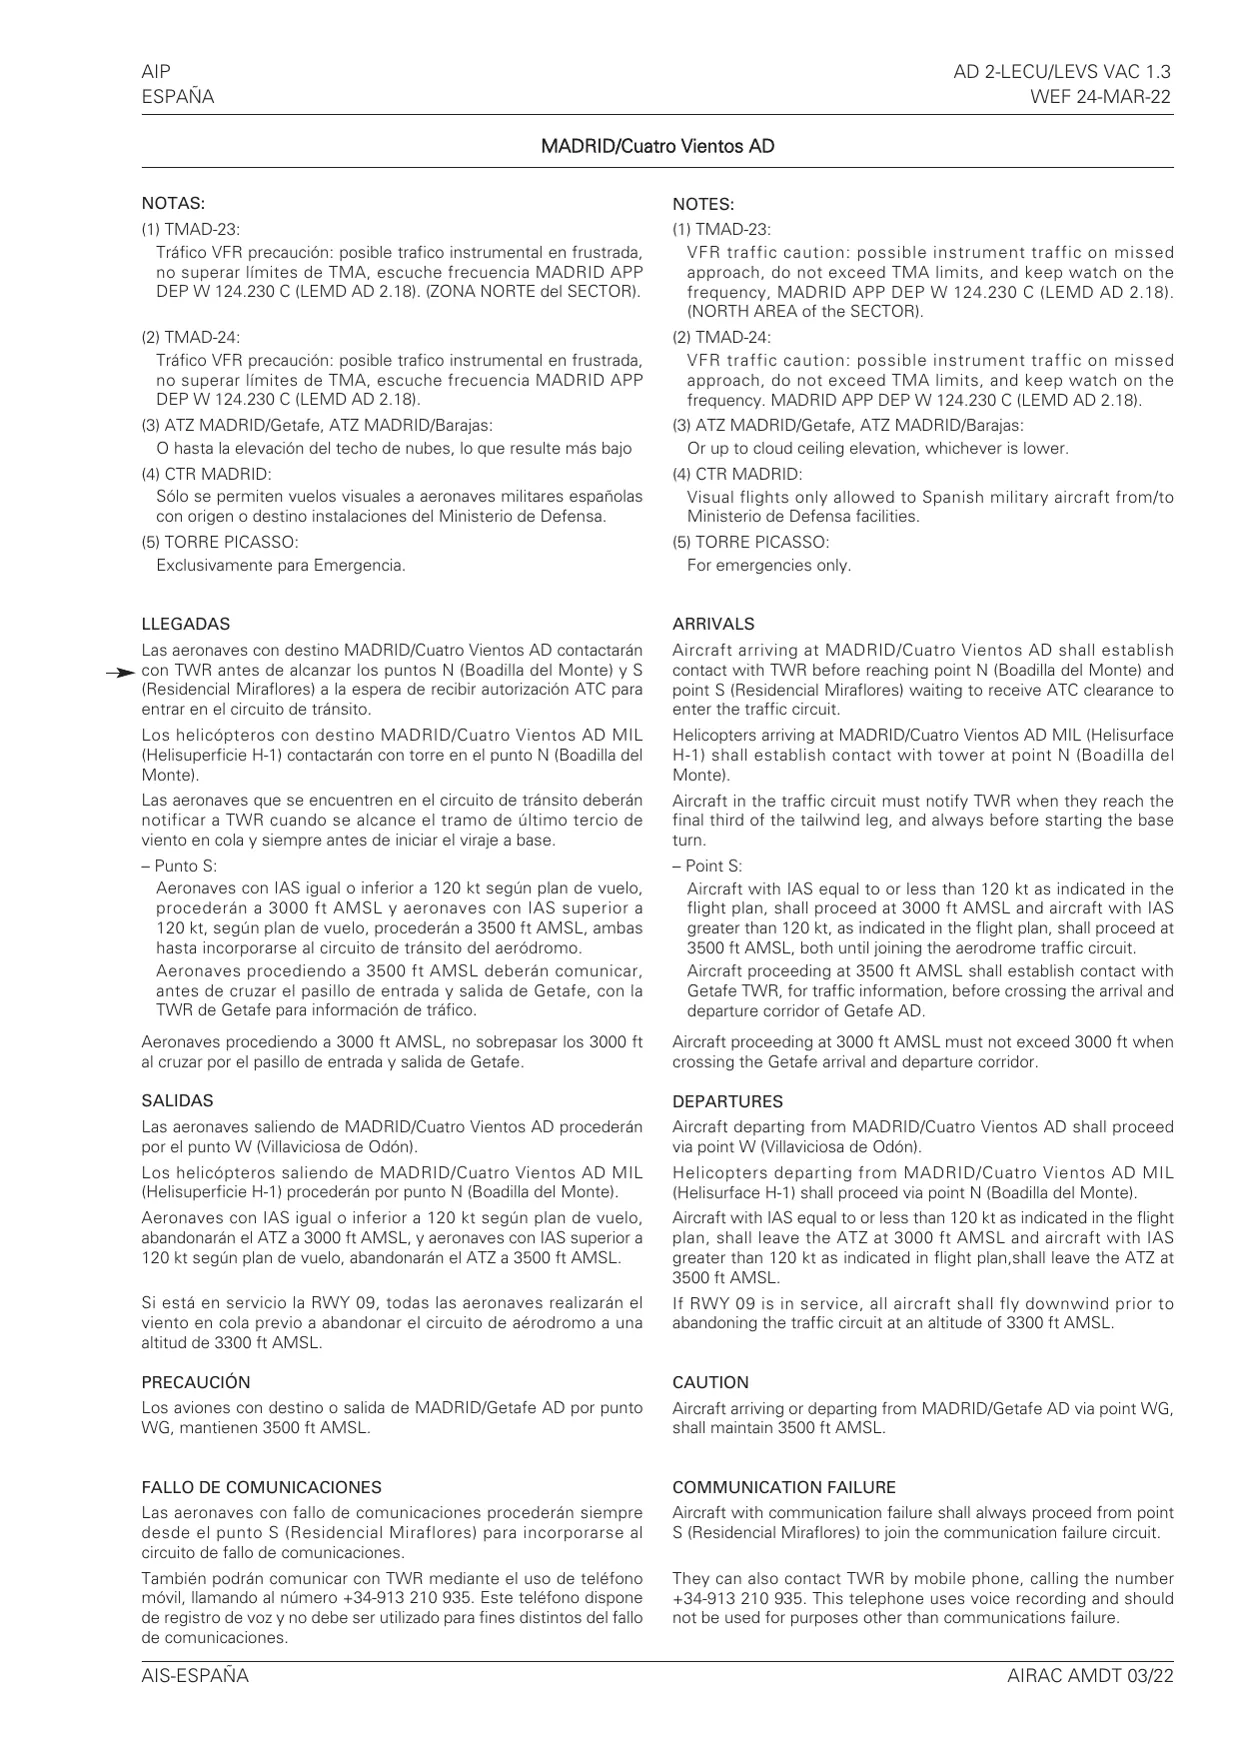 AIP
ESPAÑA
AD 2-LECU/LEVS VAC 1.3
WEF 24-MAR-22
MADRID/Cuatro Vientos AD
NOTAS:
(1) TMAD-23:
Tráfico VFR precaución: posible trafico instrumental en frustrada,
no superar límites de TMA, escuche frecuencia MADRID APP
DEP W 124.230 C (LEMD AD 2.18). (ZONA NORTE del SECTOR).
(2) TMAD-24:
Tráfico VFR precaución: posible trafico instrumental en frustrada,
no superar límites de TMA, escuche frecuencia MADRID APP
DEP W 124.230 C (LEMD AD 2.18).
(3) ATZ MADRID/Getafe, ATZ MADRID/Barajas:
O hasta la elevación del techo de nubes, lo que resulte más bajo
(4) CTR MADRID:
Sólo se permiten vuelos visuales a aeronaves militares españolas
con origen o destino instalaciones del Ministerio de Defensa.
(5) TORRE PICASSO:
Exclusivamente para Emergencia.
LLEGADAS
Las aeronaves con destino MADRID/Cuatro Vientos AD contactarán
con TWR antes de alcanzar los puntos N (Boadilla del Monte) y S
(Residencial Miraflores) a la espera de recibir autorización ATC para
entrar en el circuito de tránsito.
Los helicópteros con destino MADRID/Cuatro Vientos AD MIL
(Helisuperficie H-1) contactarán con torre en el punto N (Boadilla del
Monte).
Las aeronaves que se encuentren en el circuito de tránsito deberán
notificar a TWR cuando se alcance el tramo de último tercio de
viento en cola y siempre antes de iniciar el viraje a base.
– Punto S:
Aeronaves con IAS igual o inferior a 120 kt según plan de vuelo,
procederán a 3000 ft AMSL y aeronaves con IAS superior a
120 kt, según plan de vuelo, procederán a 3500 ft AMSL, ambas
hasta incorporarse al circuito de tránsito del aeródromo.
Aeronaves procediendo a 3500 ft AMSL deberán comunicar,
antes de cruzar el pasillo de entrada y salida de Getafe, con la
TWR de Getafe para información de tráfico.
Aeronaves procediendo a 3000 ft AMSL, no sobrepasar los 3000 ft
al cruzar por el pasillo de entrada y salida de Getafe.
SALIDAS
Las aeronaves saliendo de MADRID/Cuatro Vientos AD procederán
por el punto W (Villaviciosa de Odón).
Los helicópteros saliendo de MADRID/Cuatro Vientos AD MIL
(Helisuperficie H-1) procederán por punto N (Boadilla del Monte).
Aeronaves con IAS igual o inferior a 120 kt según plan de vuelo,
abandonarán el ATZ a 3000 ft AMSL, y aeronaves con IAS superior a
120 kt según plan de vuelo, abandonarán el ATZ a 3500 ft AMSL.
Si está en servicio la RWY 09, todas las aeronaves realizarán el
viento en cola previo a abandonar el circuito de aérodromo a una
altitud de 3300 ft AMSL.
PRECAUCIÓN
Los aviones con destino o salida de MADRID/Getafe AD por punto
WG, mantienen 3500 ft AMSL.
FALLO DE COMUNICACIONES
Las aeronaves con fallo de comunicaciones procederán siempre
desde el punto S (Residencial Miraflores) para incorporarse al
circuito de fallo de comunicaciones.
También podrán comunicar con TWR mediante el uso de teléfono
móvil, llamando al número +34-913 210 935. Este teléfono dispone
de registro de voz y no debe ser utilizado para fines distintos del fallo
de comunicaciones.
NOTES:
(1) TMAD-23:
VFR traffic caution: possible instrument traffic on missed
approach, do not exceed TMA limits, and keep watch on the
frequency, MADRID APP DEP W 124.230 C (LEMD AD 2.18).
(NORTH AREA of the SECTOR).
(2) TMAD-24:
VFR traffic caution: possible instrument traffic on missed
approach, do not exceed TMA limits, and keep watch on the
frequency. MADRID APP DEP W 124.230 C (LEMD AD 2.18).
(3) ATZ MADRID/Getafe, ATZ MADRID/Barajas:
Or up to cloud ceiling elevation, whichever is lower.
(4) CTR MADRID:
Visual flights only allowed to Spanish military aircraft from/to
Ministerio de Defensa facilities.
(5) TORRE PICASSO:
For emergencies only.
ARRIVALS
Aircraft arriving at MADRID/Cuatro Vientos AD shall establish
contact with TWR before reaching point N (Boadilla del Monte) and
point S (Residencial Miraflores) waiting to receive ATC clearance to
enter the traffic circuit.
Helicopters arriving at MADRID/Cuatro Vientos AD MIL (Helisurface
H-1) shall establish contact with tower at point N (Boadilla del
Monte).
Aircraft in the traffic circuit must notify TWR when they reach the
final third of the tailwind leg, and always before starting the base
turn.
– Point S:
Aircraft with IAS equal to or less than 120 kt as indicated in the
flight plan, shall proceed at 3000 ft AMSL and aircraft with IAS
greater than 120 kt, as indicated in the flight plan, shall proceed at
3500 ft AMSL, both until joining the aerodrome traffic circuit.
Aircraft proceeding at 3500 ft AMSL shall establish contact with
Getafe TWR, for traffic information, before crossing the arrival and
departure corridor of Getafe AD.
Aircraft proceeding at 3000 ft AMSL must not exceed 3000 ft when
crossing the Getafe arrival and departure corridor.
DEPARTURES
Aircraft departing from MADRID/Cuatro Vientos AD shall proceed
via point W (Villaviciosa de Odón).
Helicopters departing from MADRID/Cuatro Vientos AD MIL
(Helisurface H-1) shall proceed via point N (Boadilla del Monte).
Aircraft with IAS equal to or less than 120 kt as indicated in the flight
plan, shall leave the ATZ at 3000 ft AMSL and aircraft with IAS
greater than 120 kt as indicated in flight plan,shall leave the ATZ at
3500 ft AMSL.
If RWY 09 is in service, all aircraft shall fly downwind prior to
abandoning the traffic circuit at an altitude of 3300 ft AMSL.
CAUTION
Aircraft arriving or departing from MADRID/Getafe AD via point WG,
shall maintain 3500 ft AMSL.
COMMUNICATION FAILURE
Aircraft with communication failure shall always proceed from point
S (Residencial Miraflores) to join the communication failure circuit.
They can also contact TWR by mobile phone, calling the number
+34-913 210 935. This telephone uses voice recording and should
not be used for purposes other than communications failure.
AIS-ESPAÑA
AIRAC AMDT 03/22